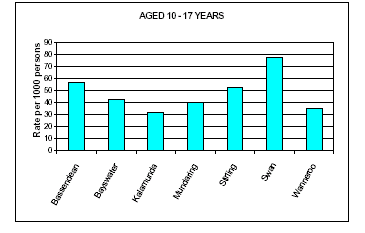 AGED 10 - 17 YEARS
Rate per 1000 persons
90
80
70
60
50
40
30
20
10
0
Bassendean
Bayswater
Kalamunda
Mundaring
Stirling
Swan
Wanneroo